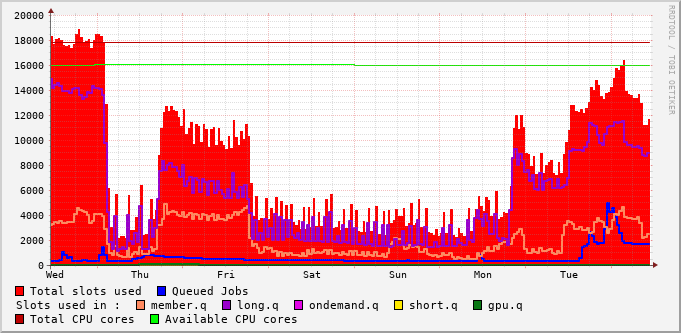 20000
18000
16000
14000
12000
10000
8000
6000
4000
2000
0
Wed Thu Fri Sat Sun Mon Tue
Total slots used Queued Jobs
Slots used in : member.q long.q ondemand.q short.q gpu.q
Total CPU cores Available CPU cores
RRDTOOL / TOBI OETIKER